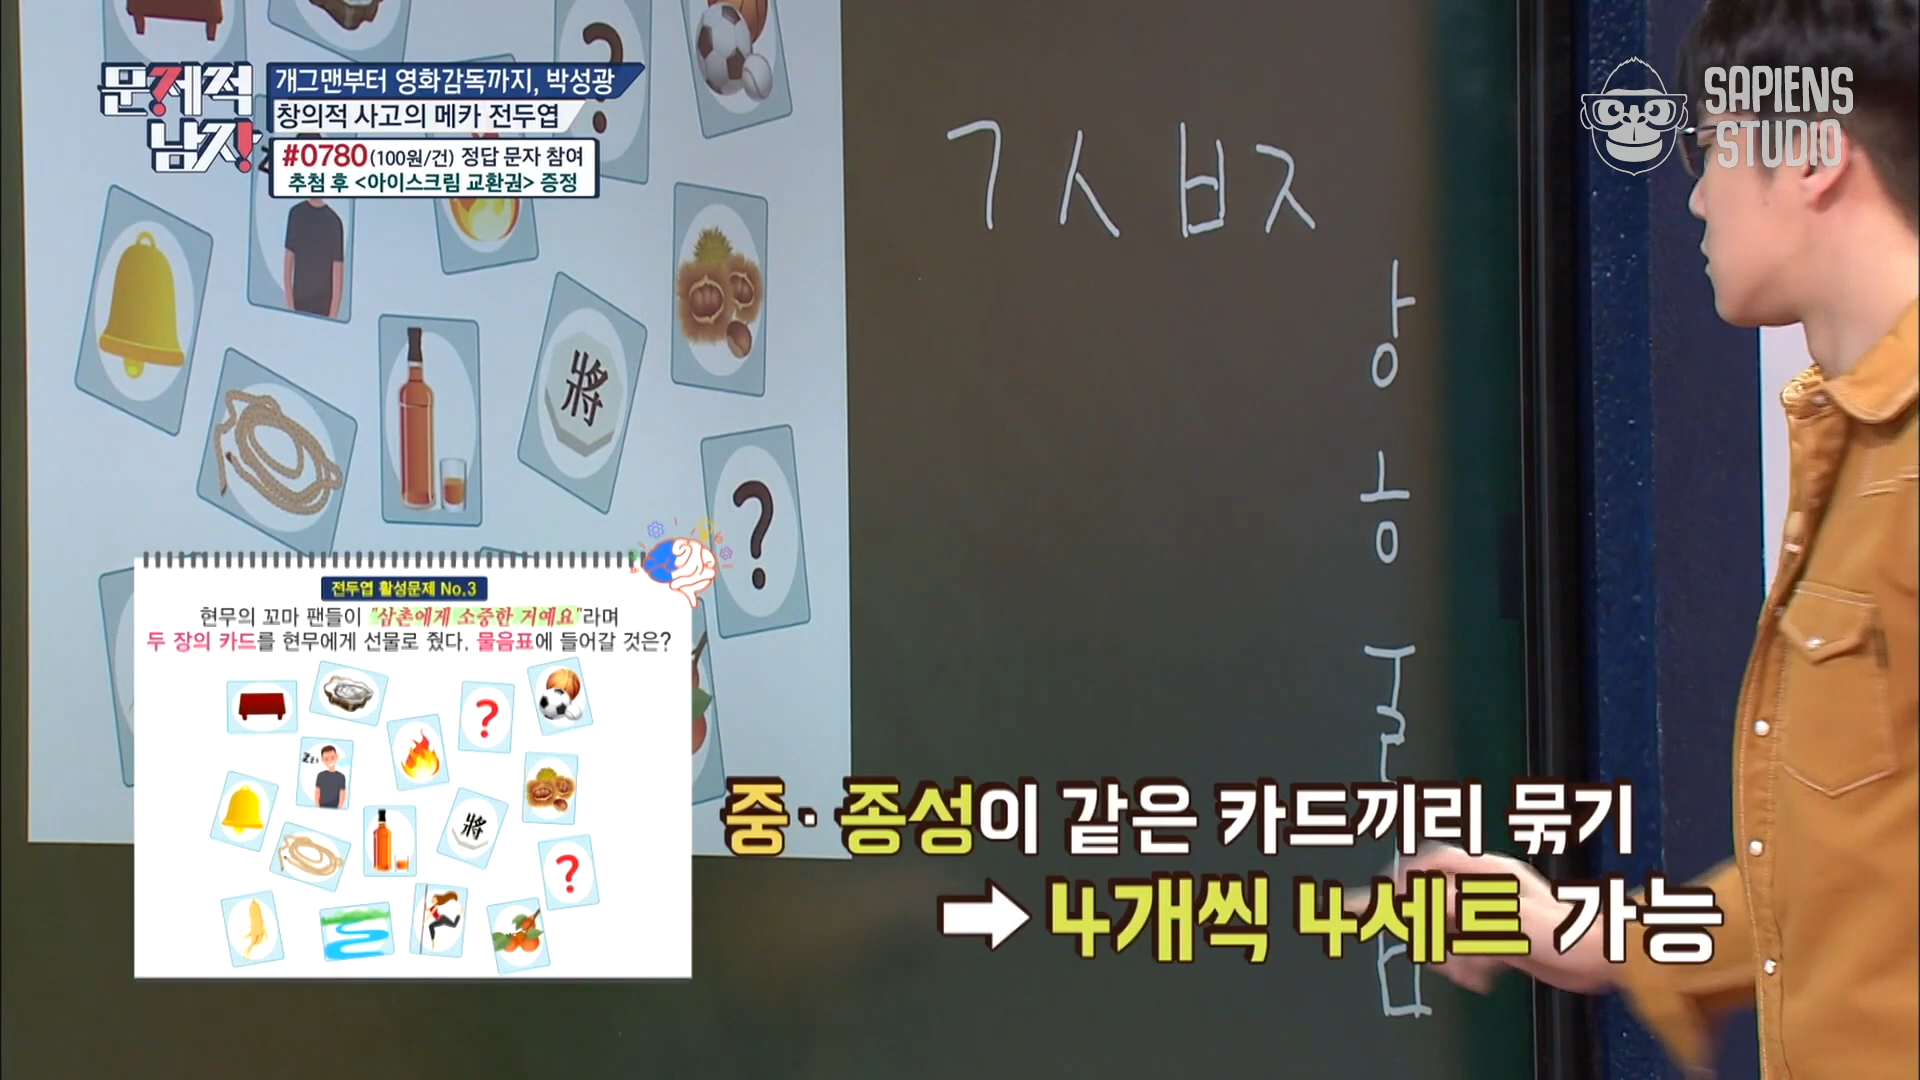 문제적
남자
개그맨부터 영화감독까지, 박성광
창의적 사고의 메카 전두엽
#0780(100원/건) 정답 문자 참여
추첨 후 <아이스크림 교환권> 증정
SAPIENS
STUDIO
ㄱ ㅅ ㅂ ㅈ
ㅏㅇ
ㅗㅇ
ㅜㄹ
ㅁ
?
將
?
전두엽 활성문제 No.3
현무의 꼬마 팬들이 "삼촌에게 소중한 거예요"라며
두 장의 카드를 현무에게 선물로 줬다. 물음표에 들어갈 것은?
?
zzz
將
?
중·종성이 같은 카드끼리 묶기
➡ 4개씩 4세트 가능